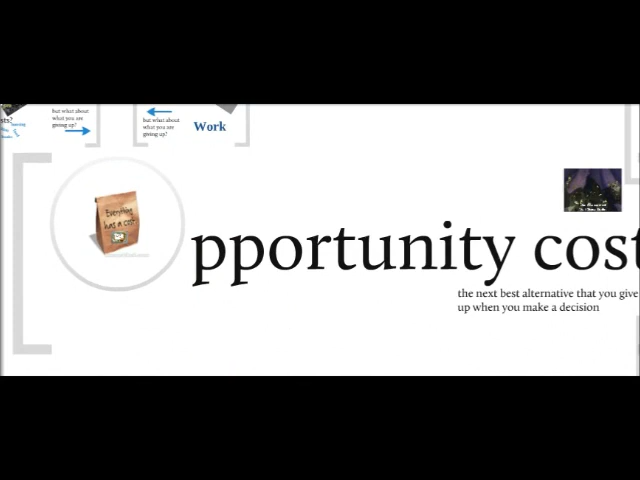 sts?
but what about
what you are
giving up?
but what about
what you are
giving up?
Work
Everything
has a cost
pportunity cost
the next best alternative that you give
up when you make a decision